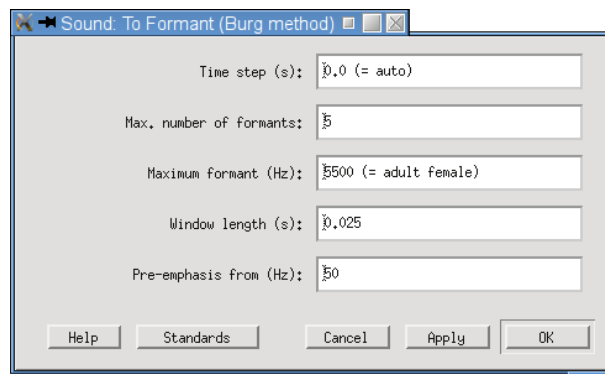 Sound: To Formant (Burg method)
Time step (s): 0.0 (= auto)
Max. number of formants: 5
Maximum formant (Hz): 5500 (= adult female)
Window length (s): 0.025
Pre-emphasis from (Hz): 50
Help Standards Cancel Apply OK